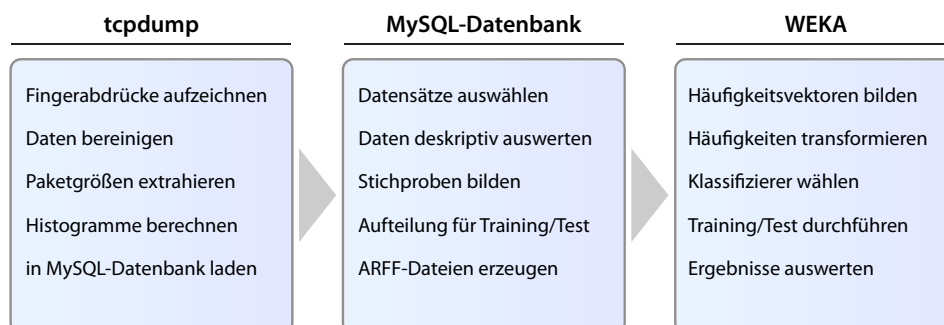 tcpdump
Fingerabdrücke aufzeichnen
Daten bereinigen
Paketgrößen extrahieren
Histogramme berechnen
in MySQL-Datenbank laden
MySQL-Datenbank
Datensätze auswählen
Daten deskriptiv auswerten
Stichproben bilden
Aufteilung für Training/Test
ARFF-Dateien erzeugen
WEKA
Häufigkeitsvektoren bilden
Häufigkeiten transformieren
Klassifizierer wählen
Training/Test durchführen
Ergebnisse auswerten